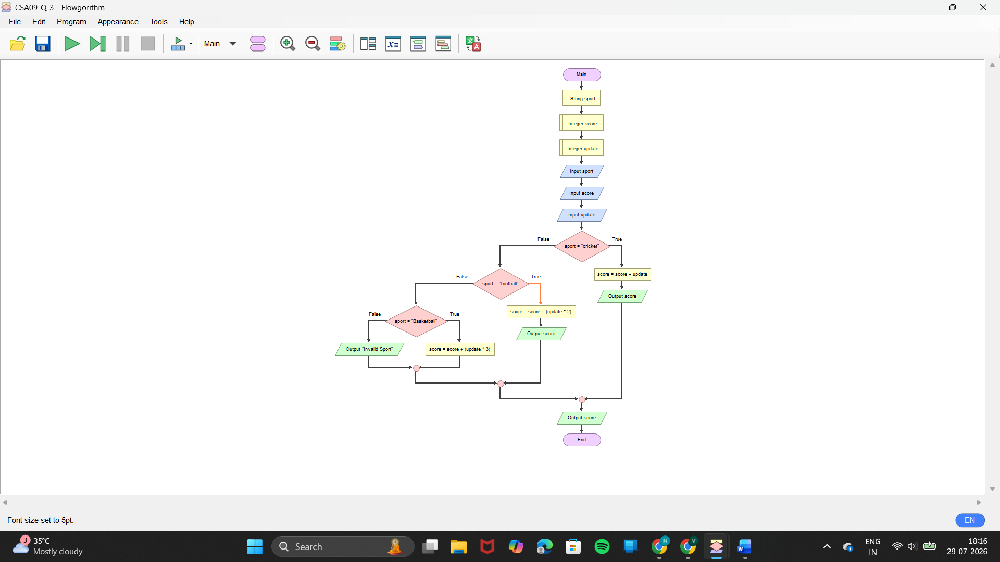 CSA09-Q-3 - Flowgorithm
File Edit Program Appearance Tools Help
Main
x=
文 A
Main
String sport
Integer score
Integer update
Input sport
Input score
Input update
False True
sport = "cricket"
score = score + update
Output score
False True
sport = "football"
score = score + (update * 2)
Output score
False True
sport = "Basketball"
Output "Invalid Sport"
score = score + (update * 3)
Output score
End
Font size set to 5pt.
EN
3
35°C
Mostly cloudy
Search
N
V
W
ENG
IN
18:16
29-07-2026